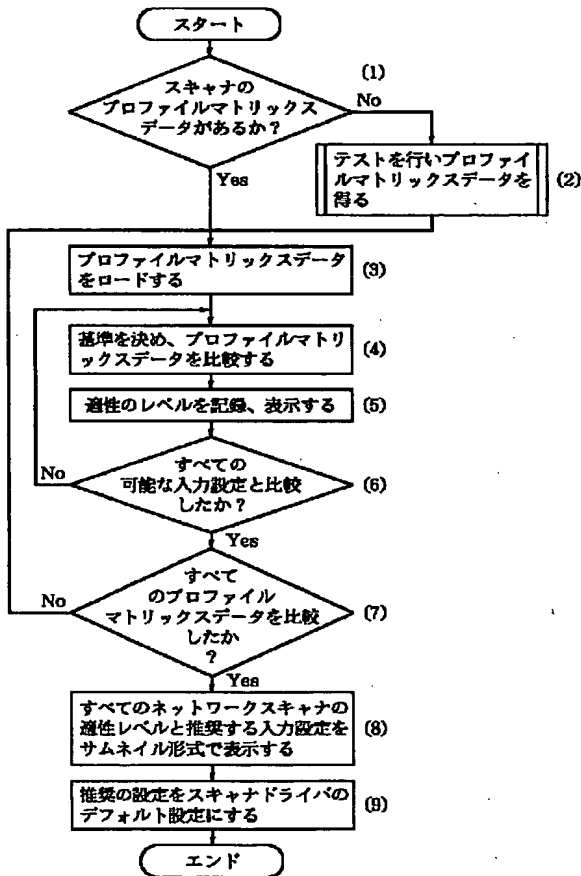 スタート
(1)
スキャナの
プロファイルマトリックス
データがあるか?
No
Yes
テストを行いプロファイ
ルマトリックスデータを
得る
(2)
プロファイルマトリックスデータ
をロードする
(3)
基準を決め、プロファイルマトリ
ックスデータを比較する
(4)
適性のレベルを記録、表示する
(5)
すべての
可能な入力設定と比較
したか?
No
(6)
Yes
すべて
のプロファイル
マトリックスデータを比較
したか
?
No
(7)
Yes
すべてのネットワークスキャナの
適性レベルと推奨する入力設定を
サムネイル形式で表示する
(8)
推奨の設定をスキャナドライバの
デフォルト設定にする
(9)
エンド